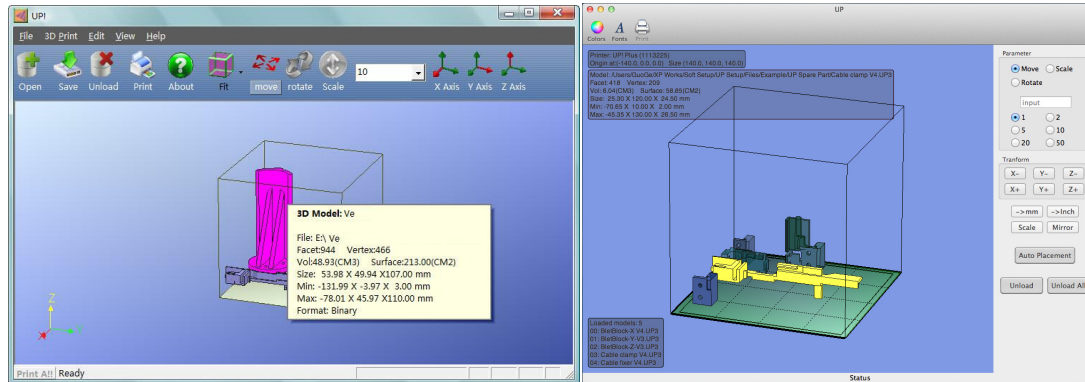 UP!
File 3D Print Edit View Help
Open Save Unload Print About Fit move rotate Scale 10 X Axis Y Axis Z Axis
3D Model: Ve
File: E:\ Ve
Facet:944 Vertex:466
Vol:48.93(CM3) Surface:213.00(CM2)
Size: 53.98 X 49.94 X107.00 mm
Min: -131.99 X -3.97 X 3.00 mm
Max: -78.01 X 45.97 X110.00 mm
Format: Binary
Z
X
Print A!! Ready
UP
Colors Fonts Print
Printer: UP! Plus (1113225)
Origin at:(-140.0, 0.0, 0.0) Size (140.0, 140.0, 140.0)
Model: /Users/GuoGe/XP Works/Soft Setup/UP Setup/Files/Example/UP Spare Part/Cable clamp V4.UP3
Facet: 418 Vertex: 209
Vol: 6.04(CM3) Surface: 58.85(CM2)
Size: 25.30 X 120.00 X 24.50 mm
Min: -70.65 X 10.00 X 2.00 mm
Max: -45.35 X 130.00 X 26.50 mm
Loaded models: 5
00: BletBlock-X V4.UP3
01: BletBlock-Y-V3.UP3
02: BletBlock-Z-V3.UP3
03: Cable clamp V4.UP3
04: Cable fixer V4.UP3
Parameter
Move Scale
Rotate
input
1 2
5 10
20 50
Tranform
X- Y- Z-
X+ Y+ Z+
->mm ->Inch
Scale Mirror
Auto Placement
Unload Unload All
Status